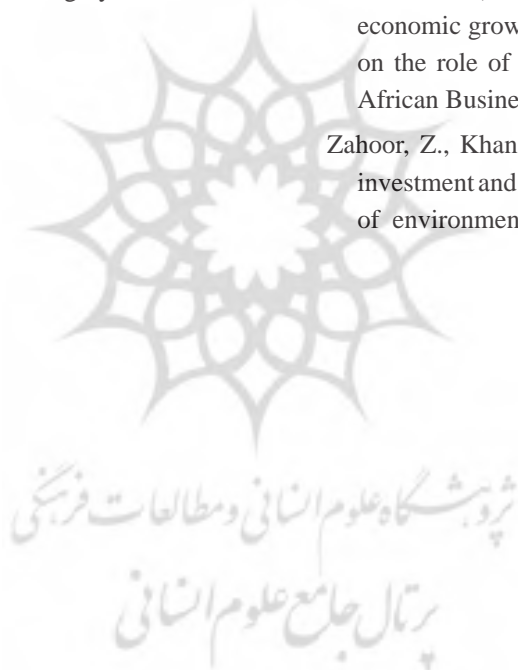 economic grow
on the role of
African Busine
Zahoor, Z., Khan
investment and
of environmen
پژوهشگاه علوم انسانی و مطالعات فرهنگی
پرتال جامع علوم انسانی